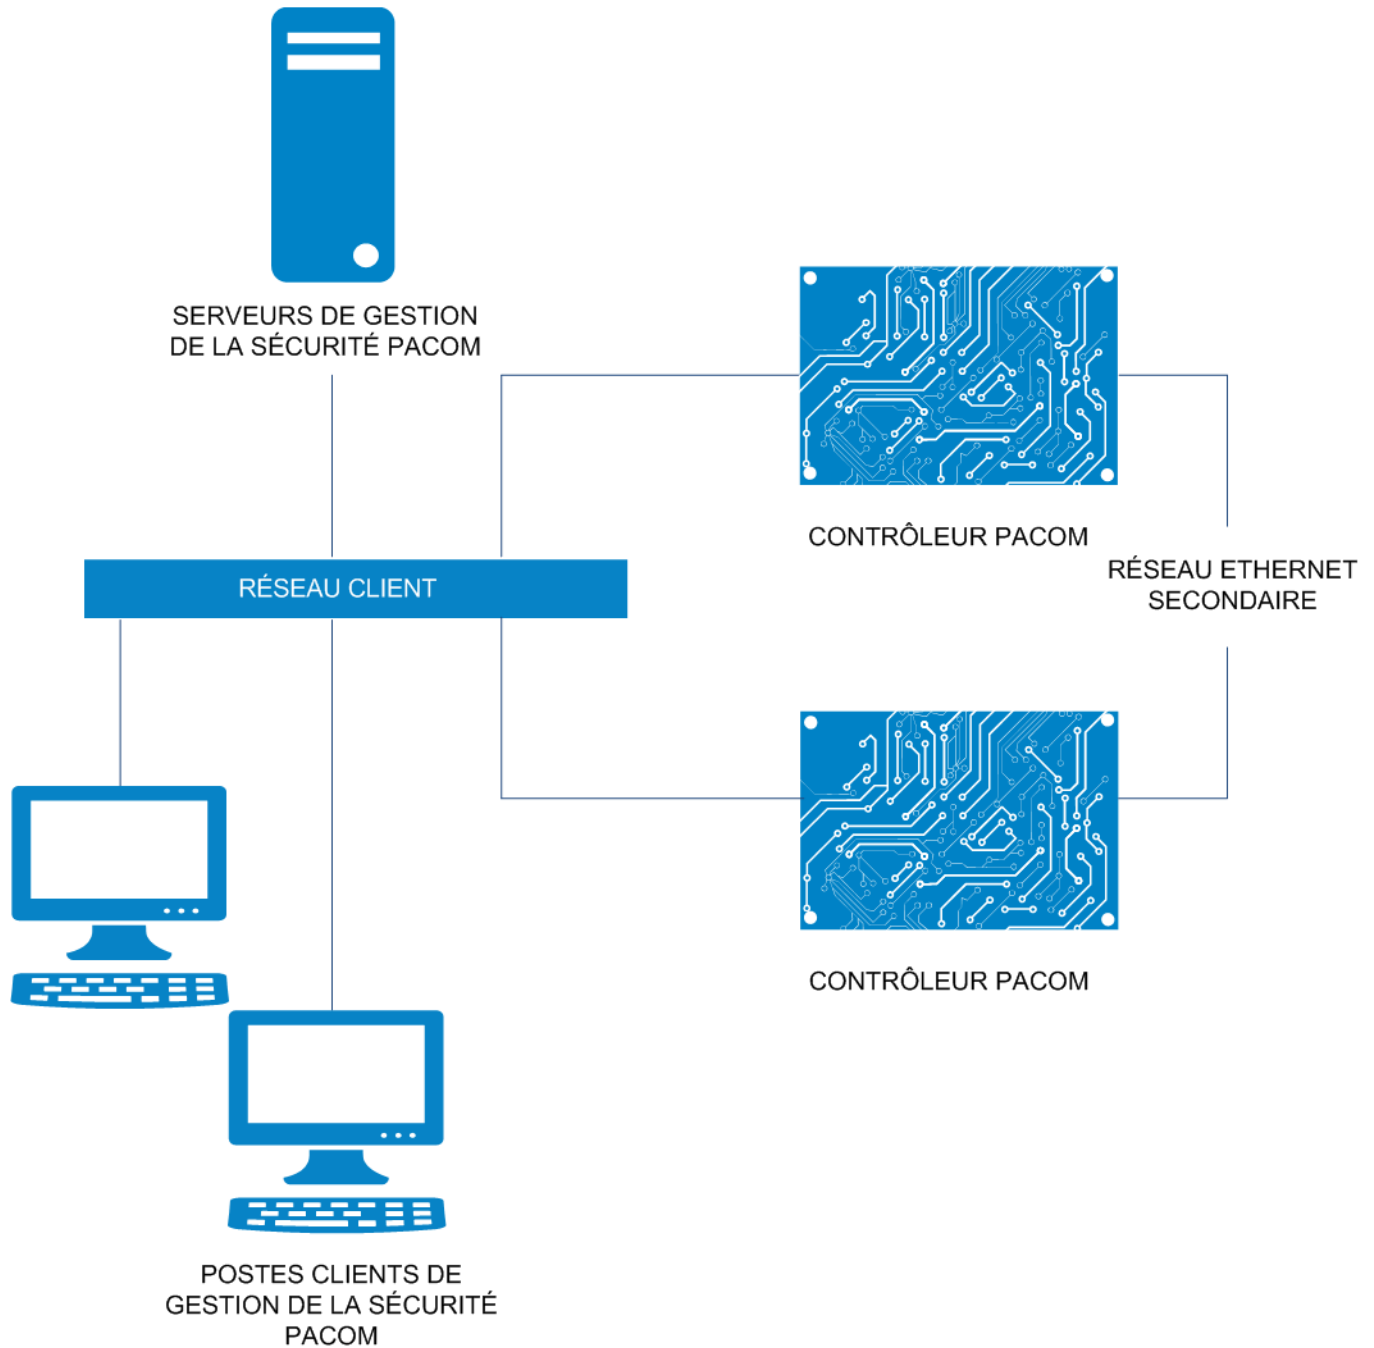 SERVEURS DE GESTION
DE LA SÉCURITÉ PACOM
CONTRÔLEUR PACOM
RÉSEAU ETHERNET
SECONDAIRE
RÉSEAU CLIENT
CONTRÔLEUR PACOM
POSTES CLIENTS DE
GESTION DE LA SÉCURITÉ
PACOM